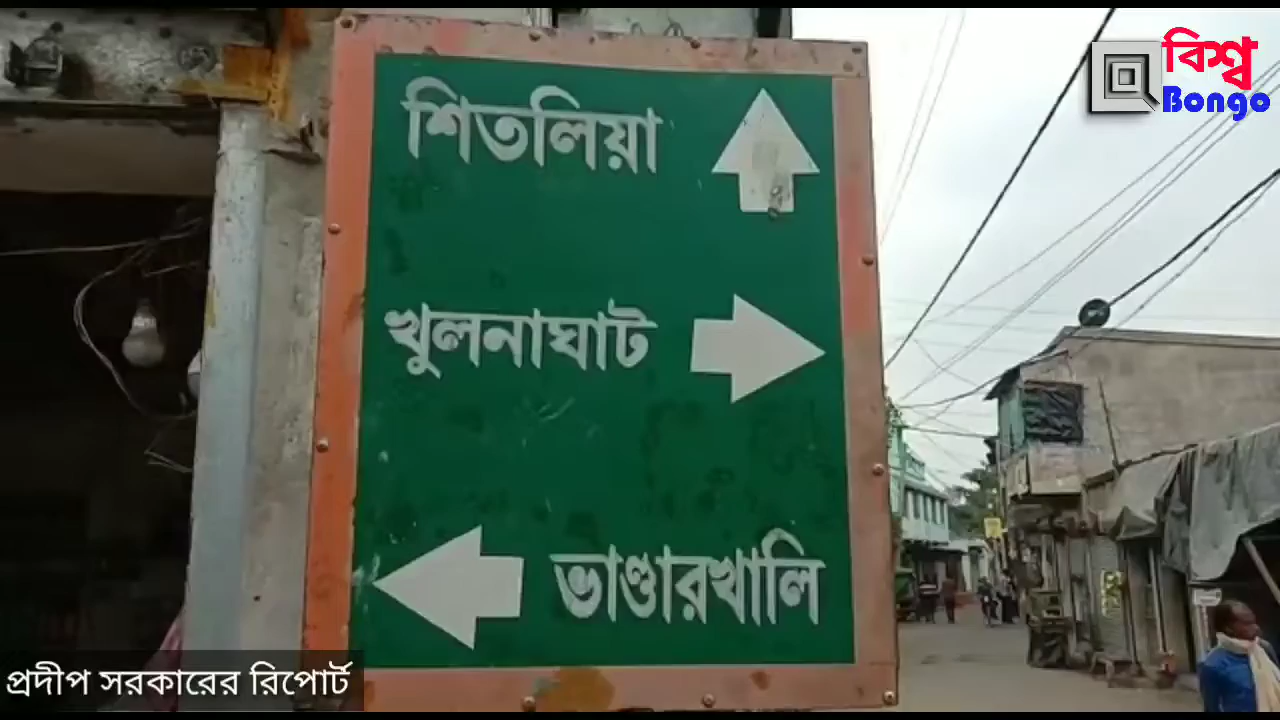 শিতলিয়া
খুলনাঘাট
ভাণ্ডারখালি
বিশ্ব
Bongo
প্রদীপ সরকারের রিপোর্ট